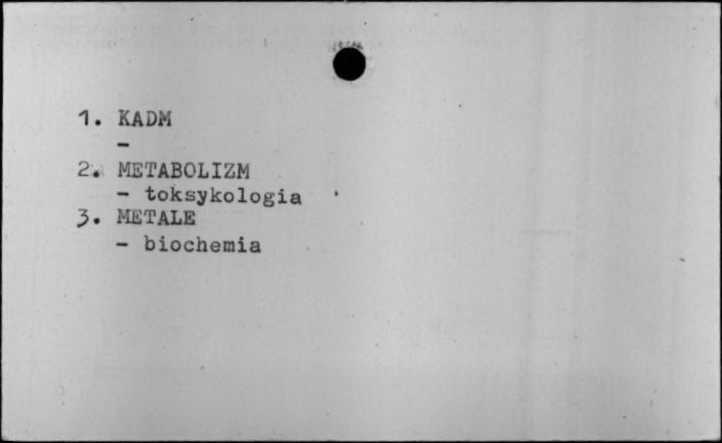 1. KADM
-
2. METABOLIZM
- toksykologia
3. METALE
- biochemia